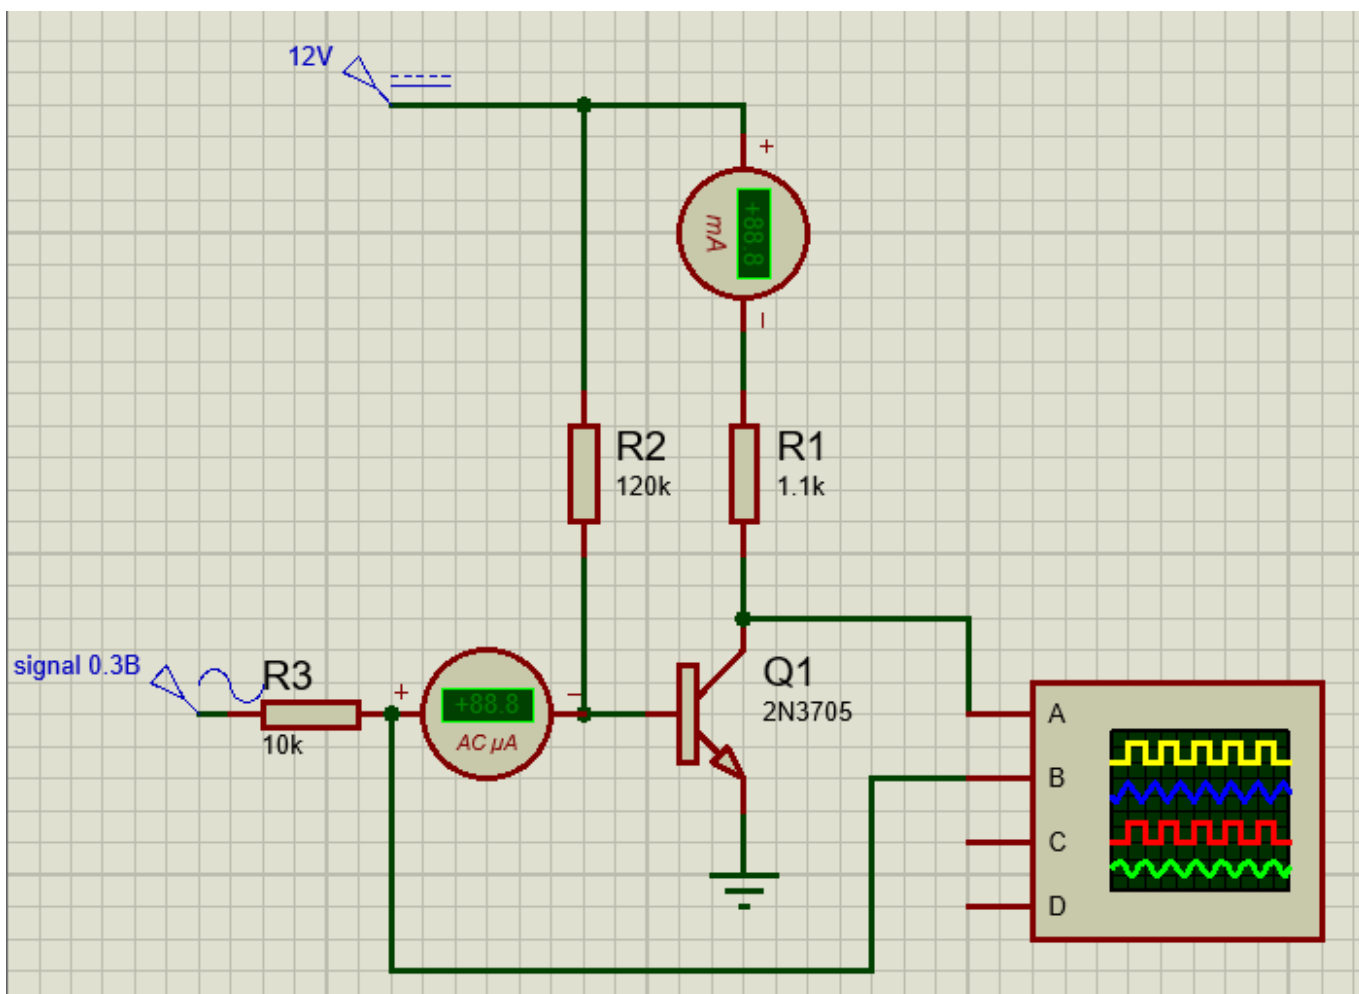 12V
+
+88.8
mA
−
R2
120k
R1
1.1k
signal 0.3B
R3
10k
+
+88.8
−
AC µA
Q1
2N3705
A
B
C
D